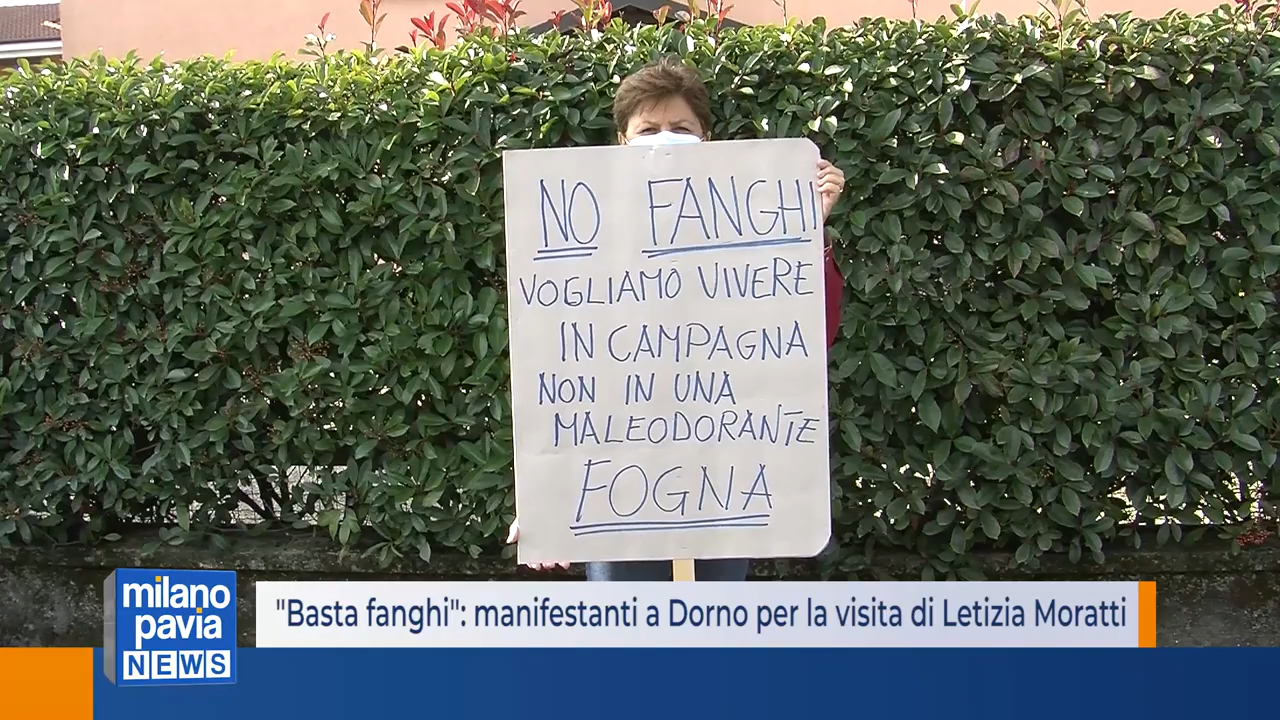 NO FANGHI
VOGLIAMO VIVERE
IN CAMPAGNA
NON IN UNA
MALEODORANTE
FOGNA
milano
pavia
NEWS
"Basta fanghi": manifestanti a Dorno per la visita di Letizia Moratti